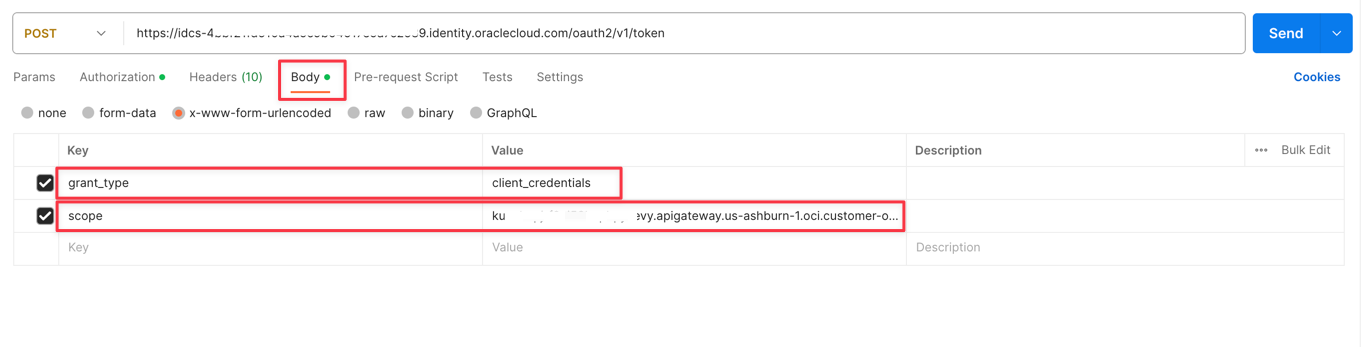 POST https://idcs-4 9.identity.oraclecloud.com/oauth2/v1/token Send
Params Authorization Headers (10) Body Pre-request Script Tests Settings Cookies
none form-data x-www-form-urlencoded raw binary GraphQL
Key Value Description ••• Bulk Edit
grant_type client_credentials
scope ku evy.apigateway.us-ashburn-1.oci.customer-o...
Key Value Description